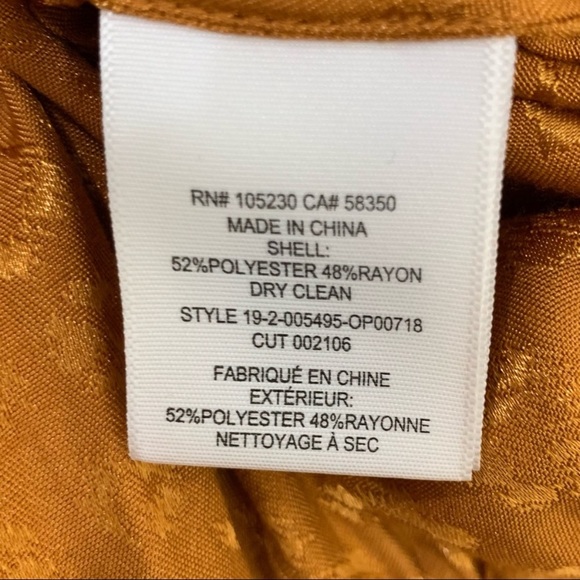 RN# 105230 CA# 58350
MADE IN CHINA
SHELL:
52%POLYESTER 48%RAYON
DRY CLEAN
STYLE 19-2-005495-OP00718
CUT 002106
FABRIQUÉ EN CHINE
EXTÉRIEUR:
52%POLYESTER 48%RAYONNE
NETTOYAGE À SEC